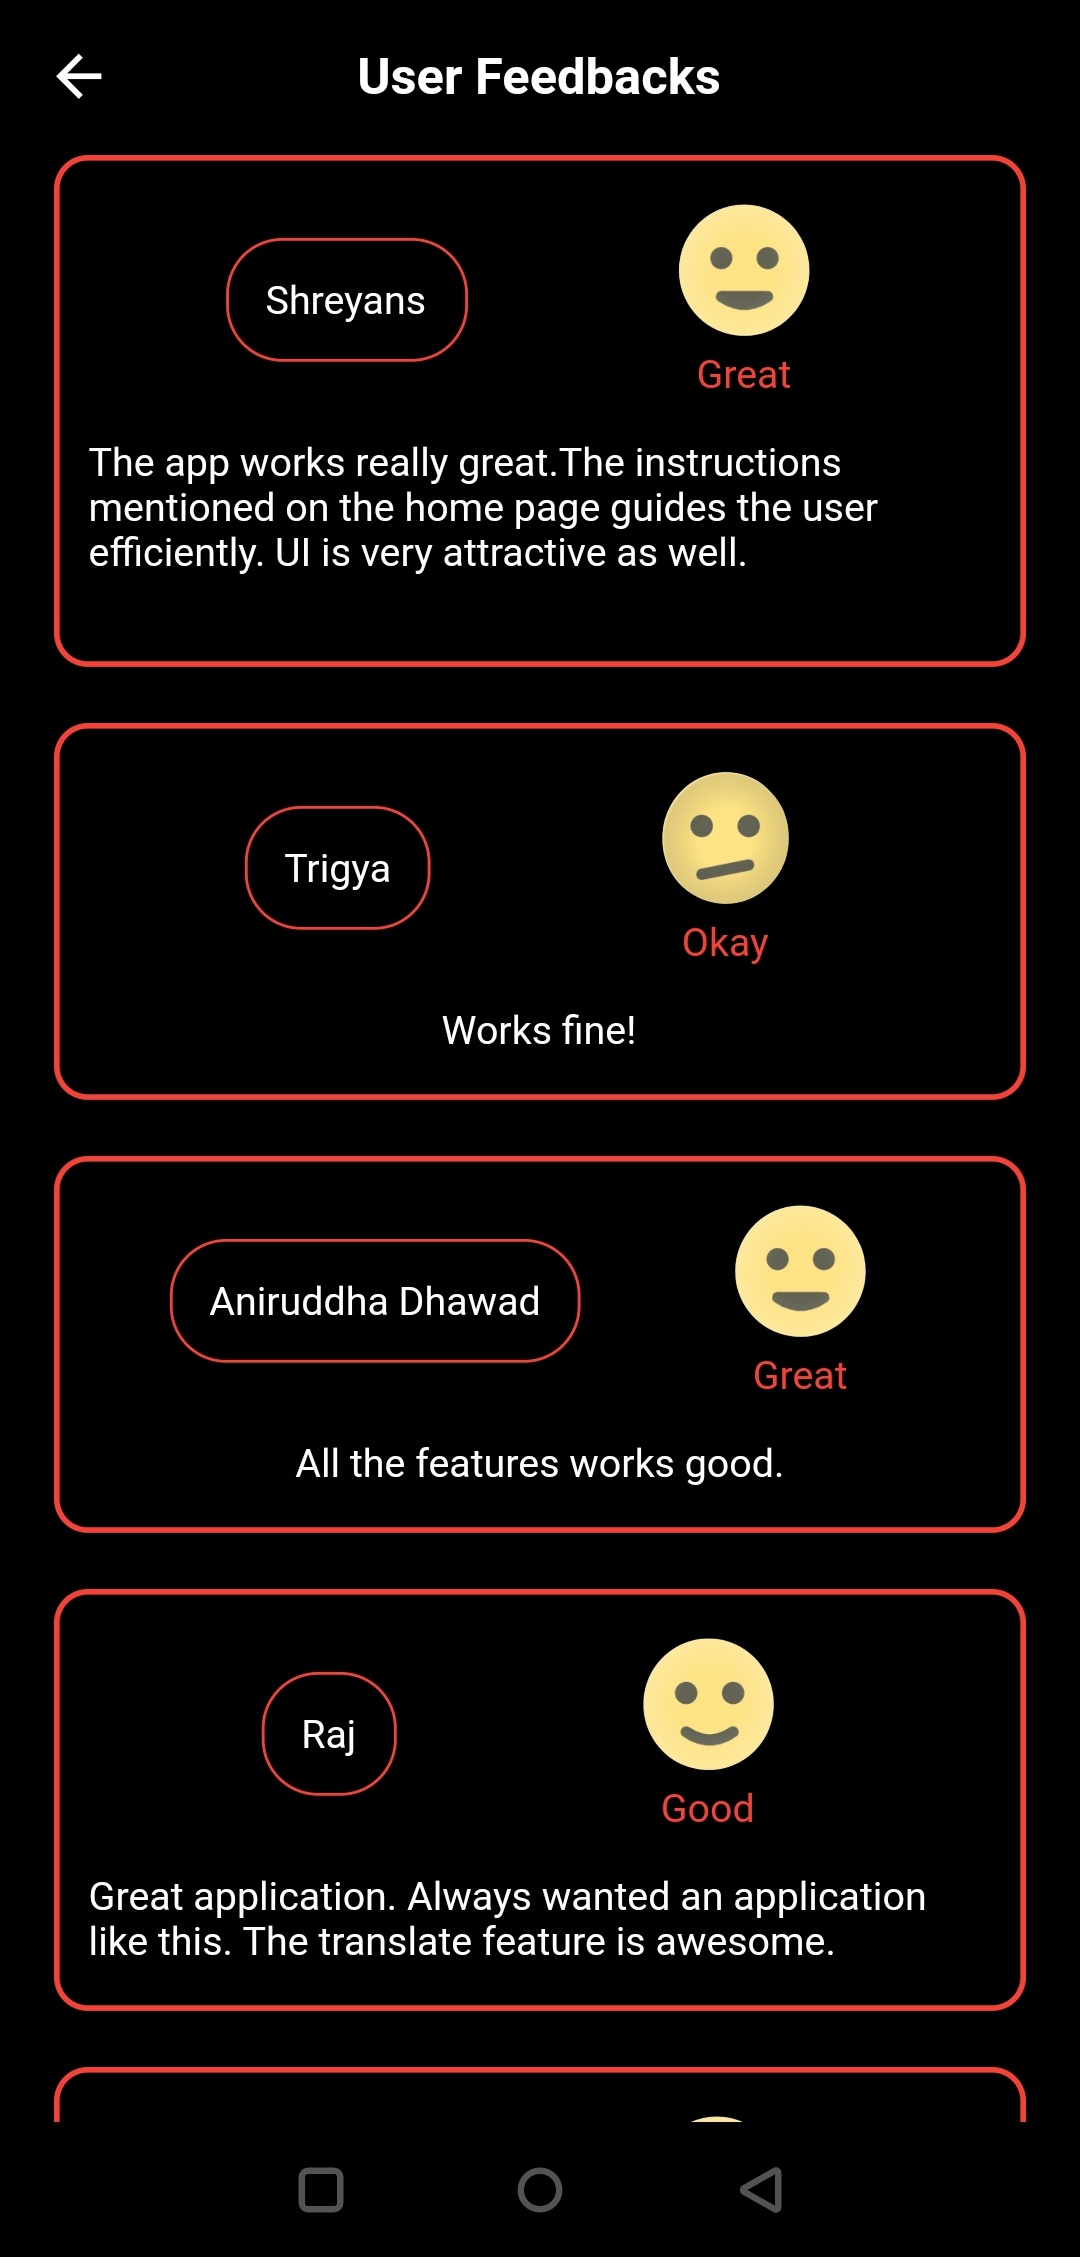 User Feedbacks
Shreyans
Great
The app works really great.The instructions
mentioned on the home page guides the user
efficiently. UI is very attractive as well.
Trigya
Okay
Works fine!
Aniruddha Dhawad
Great
All the features works good.
Raj
Good
Great application. Always wanted an application
like this. The translate feature is awesome.